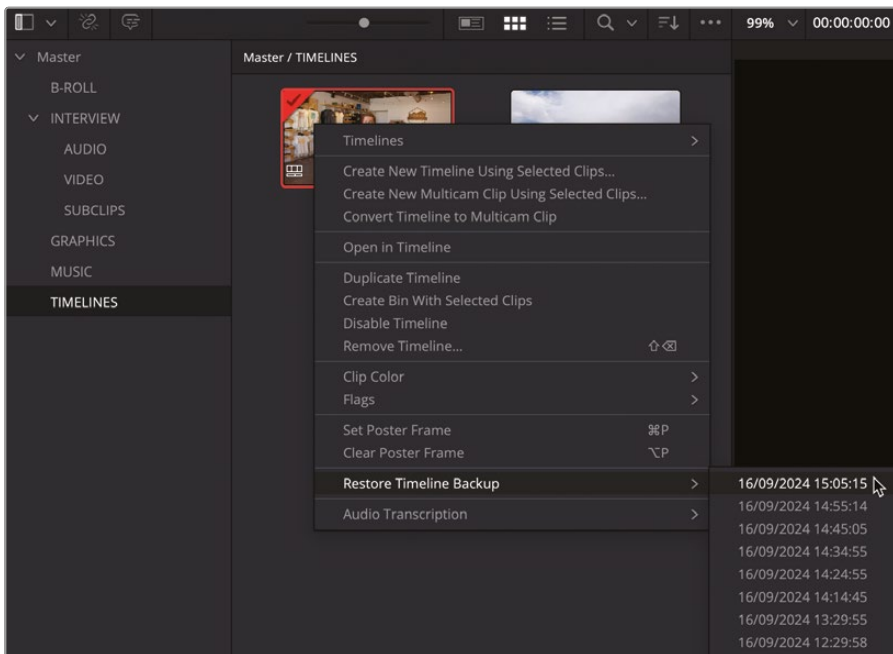 99%
00:00:00:00
Master
Master / TIMELINES
B-ROLL
INTERVIEW
AUDIO
VIDEO
SUBCLIPS
GRAPHICS
MUSIC
TIMELINES
Timelines
Create New Timeline Using Selected Clips...
Create New Multicam Clip Using Selected Clips...
Convert Timeline to Multicam Clip
Open in Timeline
Duplicate Timeline
Create Bin With Selected Clips
Disable Timeline
Remove Timeline... ⇧⌫
Clip Color
Flags
Set Poster Frame ⌘P
Clear Poster Frame ⌥P
Restore Timeline Backup
Audio Transcription
16/09/2024 15:05:15
16/09/2024 14:55:14
16/09/2024 14:45:05
16/09/2024 14:34:55
16/09/2024 14:24:55
16/09/2024 14:14:45
16/09/2024 13:29:55
16/09/2024 12:29:58